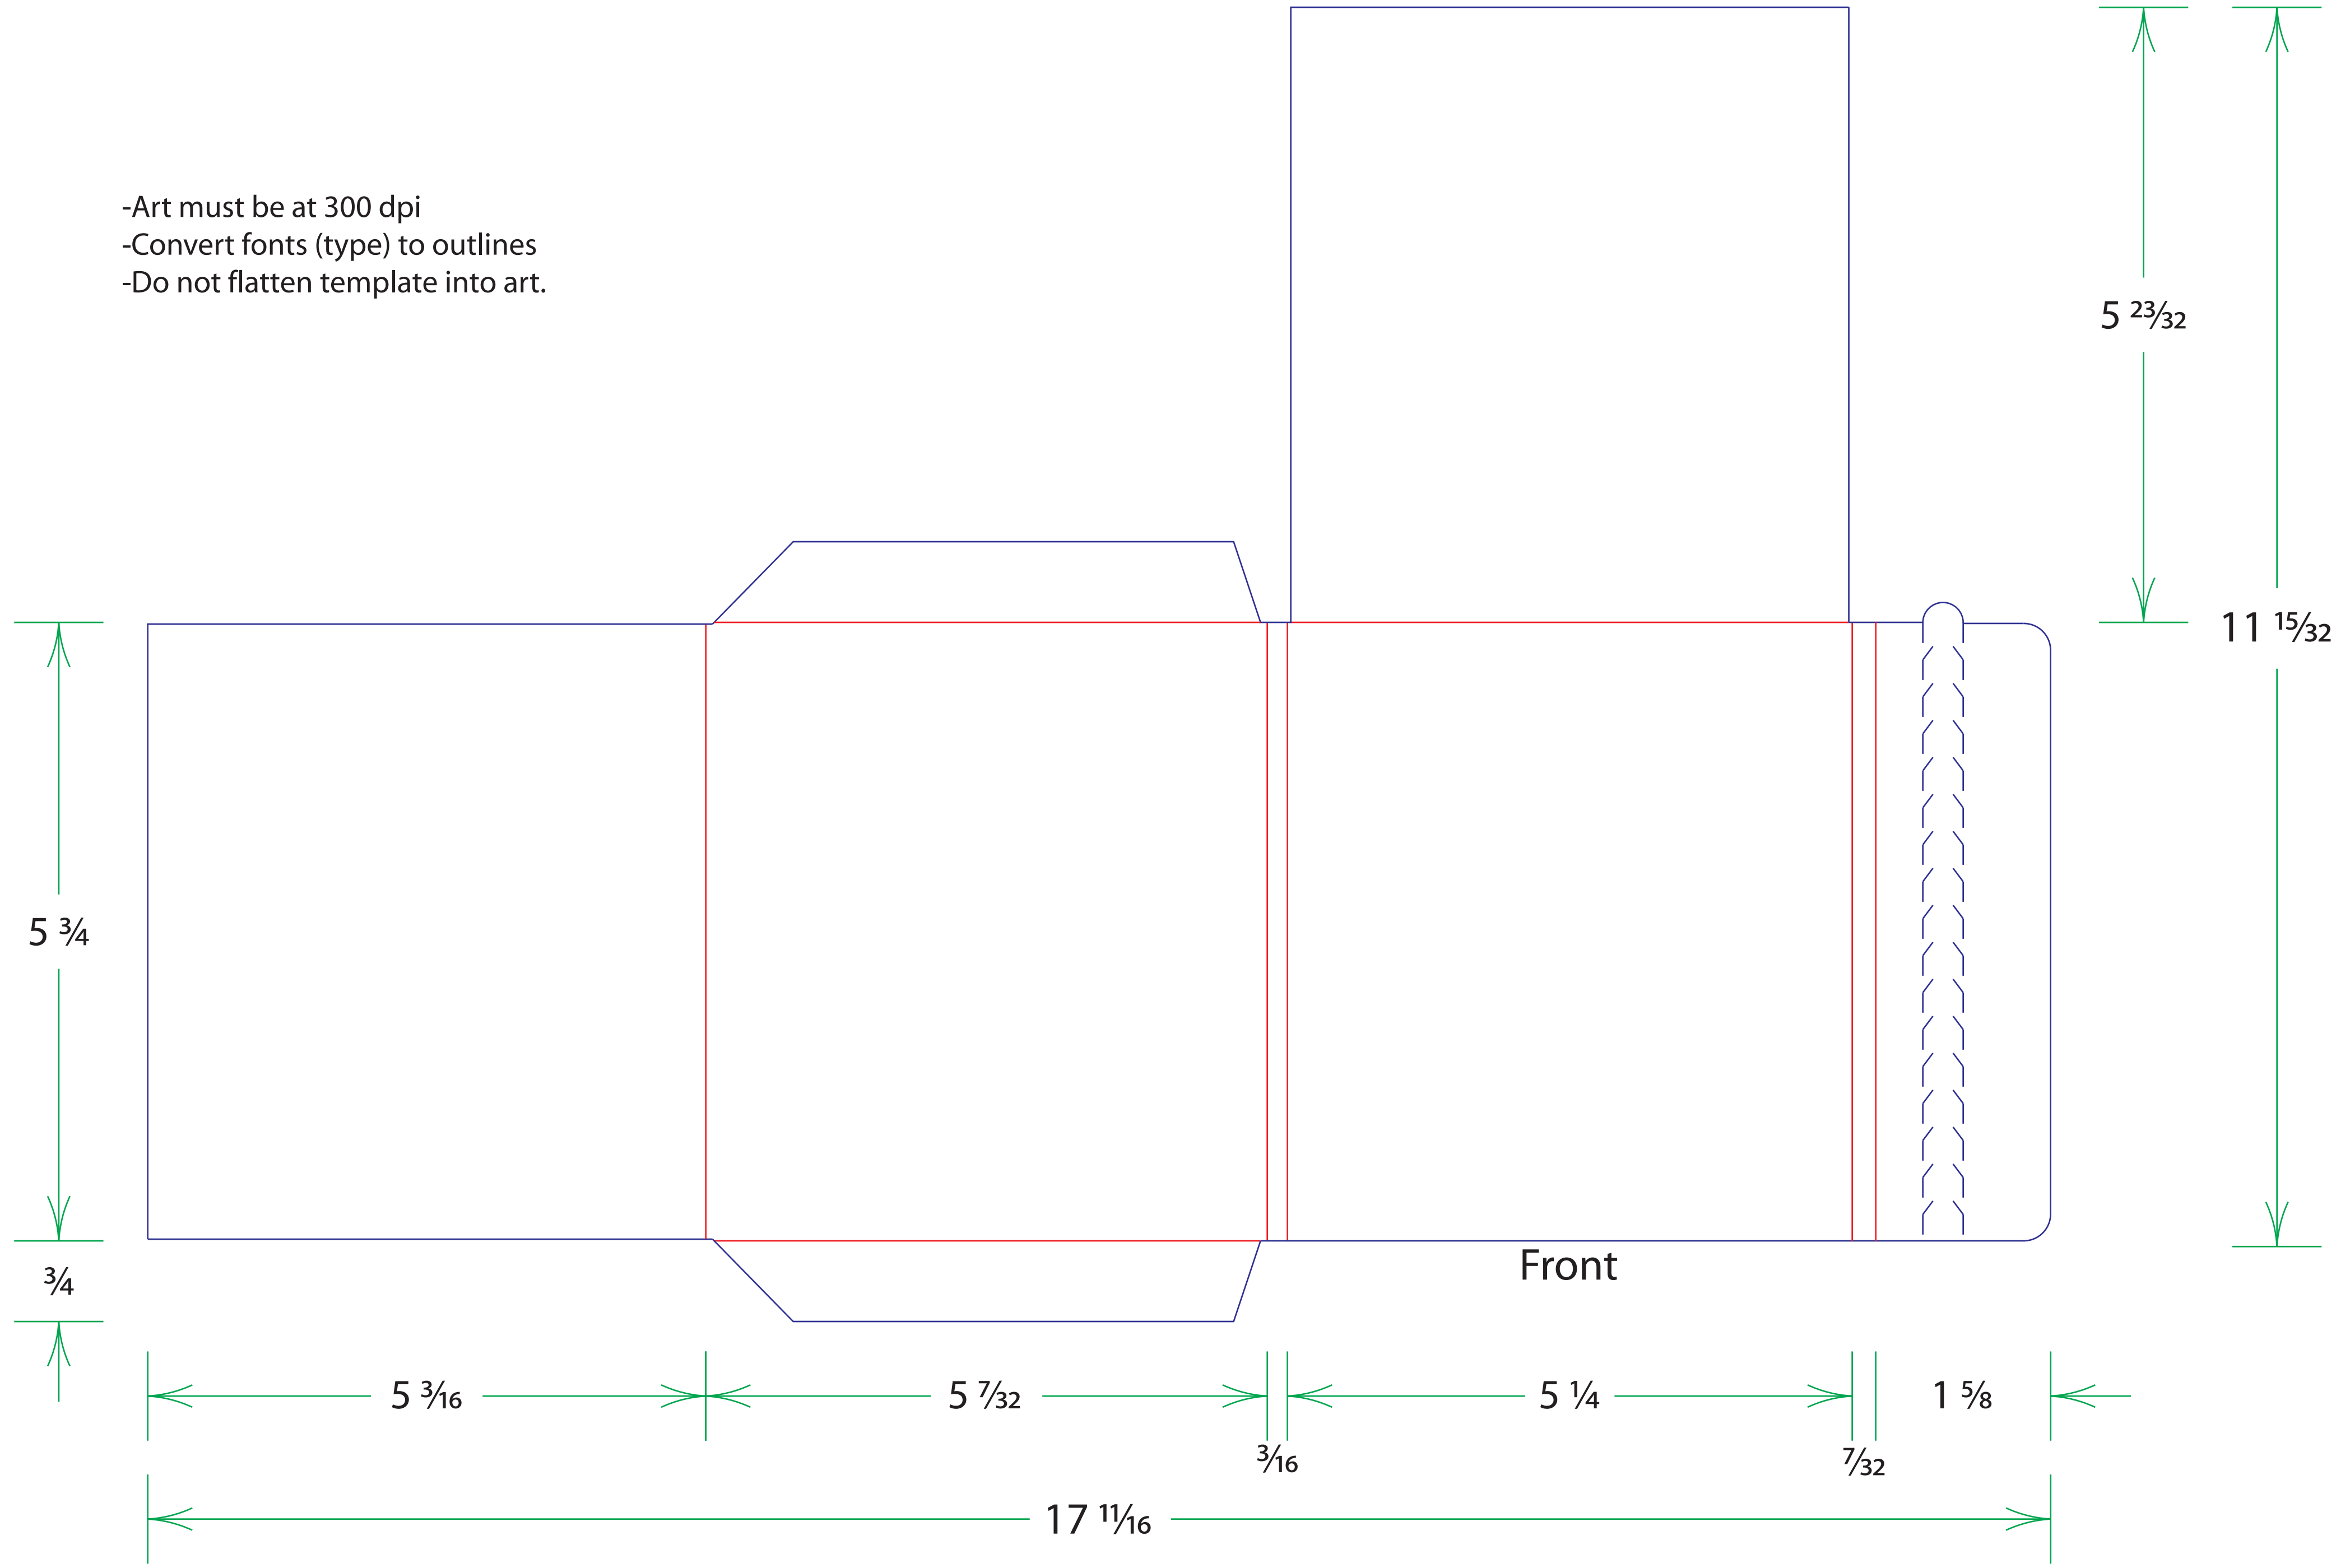 -Art must be at 300 dpi
-Convert fonts (type) to outlines
-Do not flatten template into art.
5 23/32
11 15/32
5 3/4
3/4
Front
5 3/16
5 7/32
3/16
5 1/4
7/32
1 5/8
17 11/16